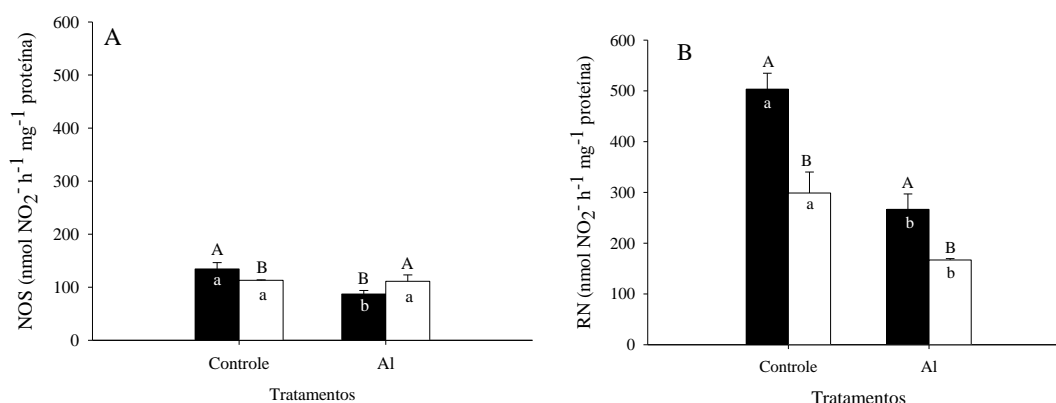 A
NOS (nmol NO2- h-1 mg-1 proteína)
600
500
400
300
200
100
0
A
a
B
a
B
b
A
a
Controle
Al
Tratamentos
B
RN (nmol NO2- h-1 mg-1 proteína)
600
500
400
300
200
100
0
A
a
B
a
A
b
B
b
Controle
Al
Tratamentos